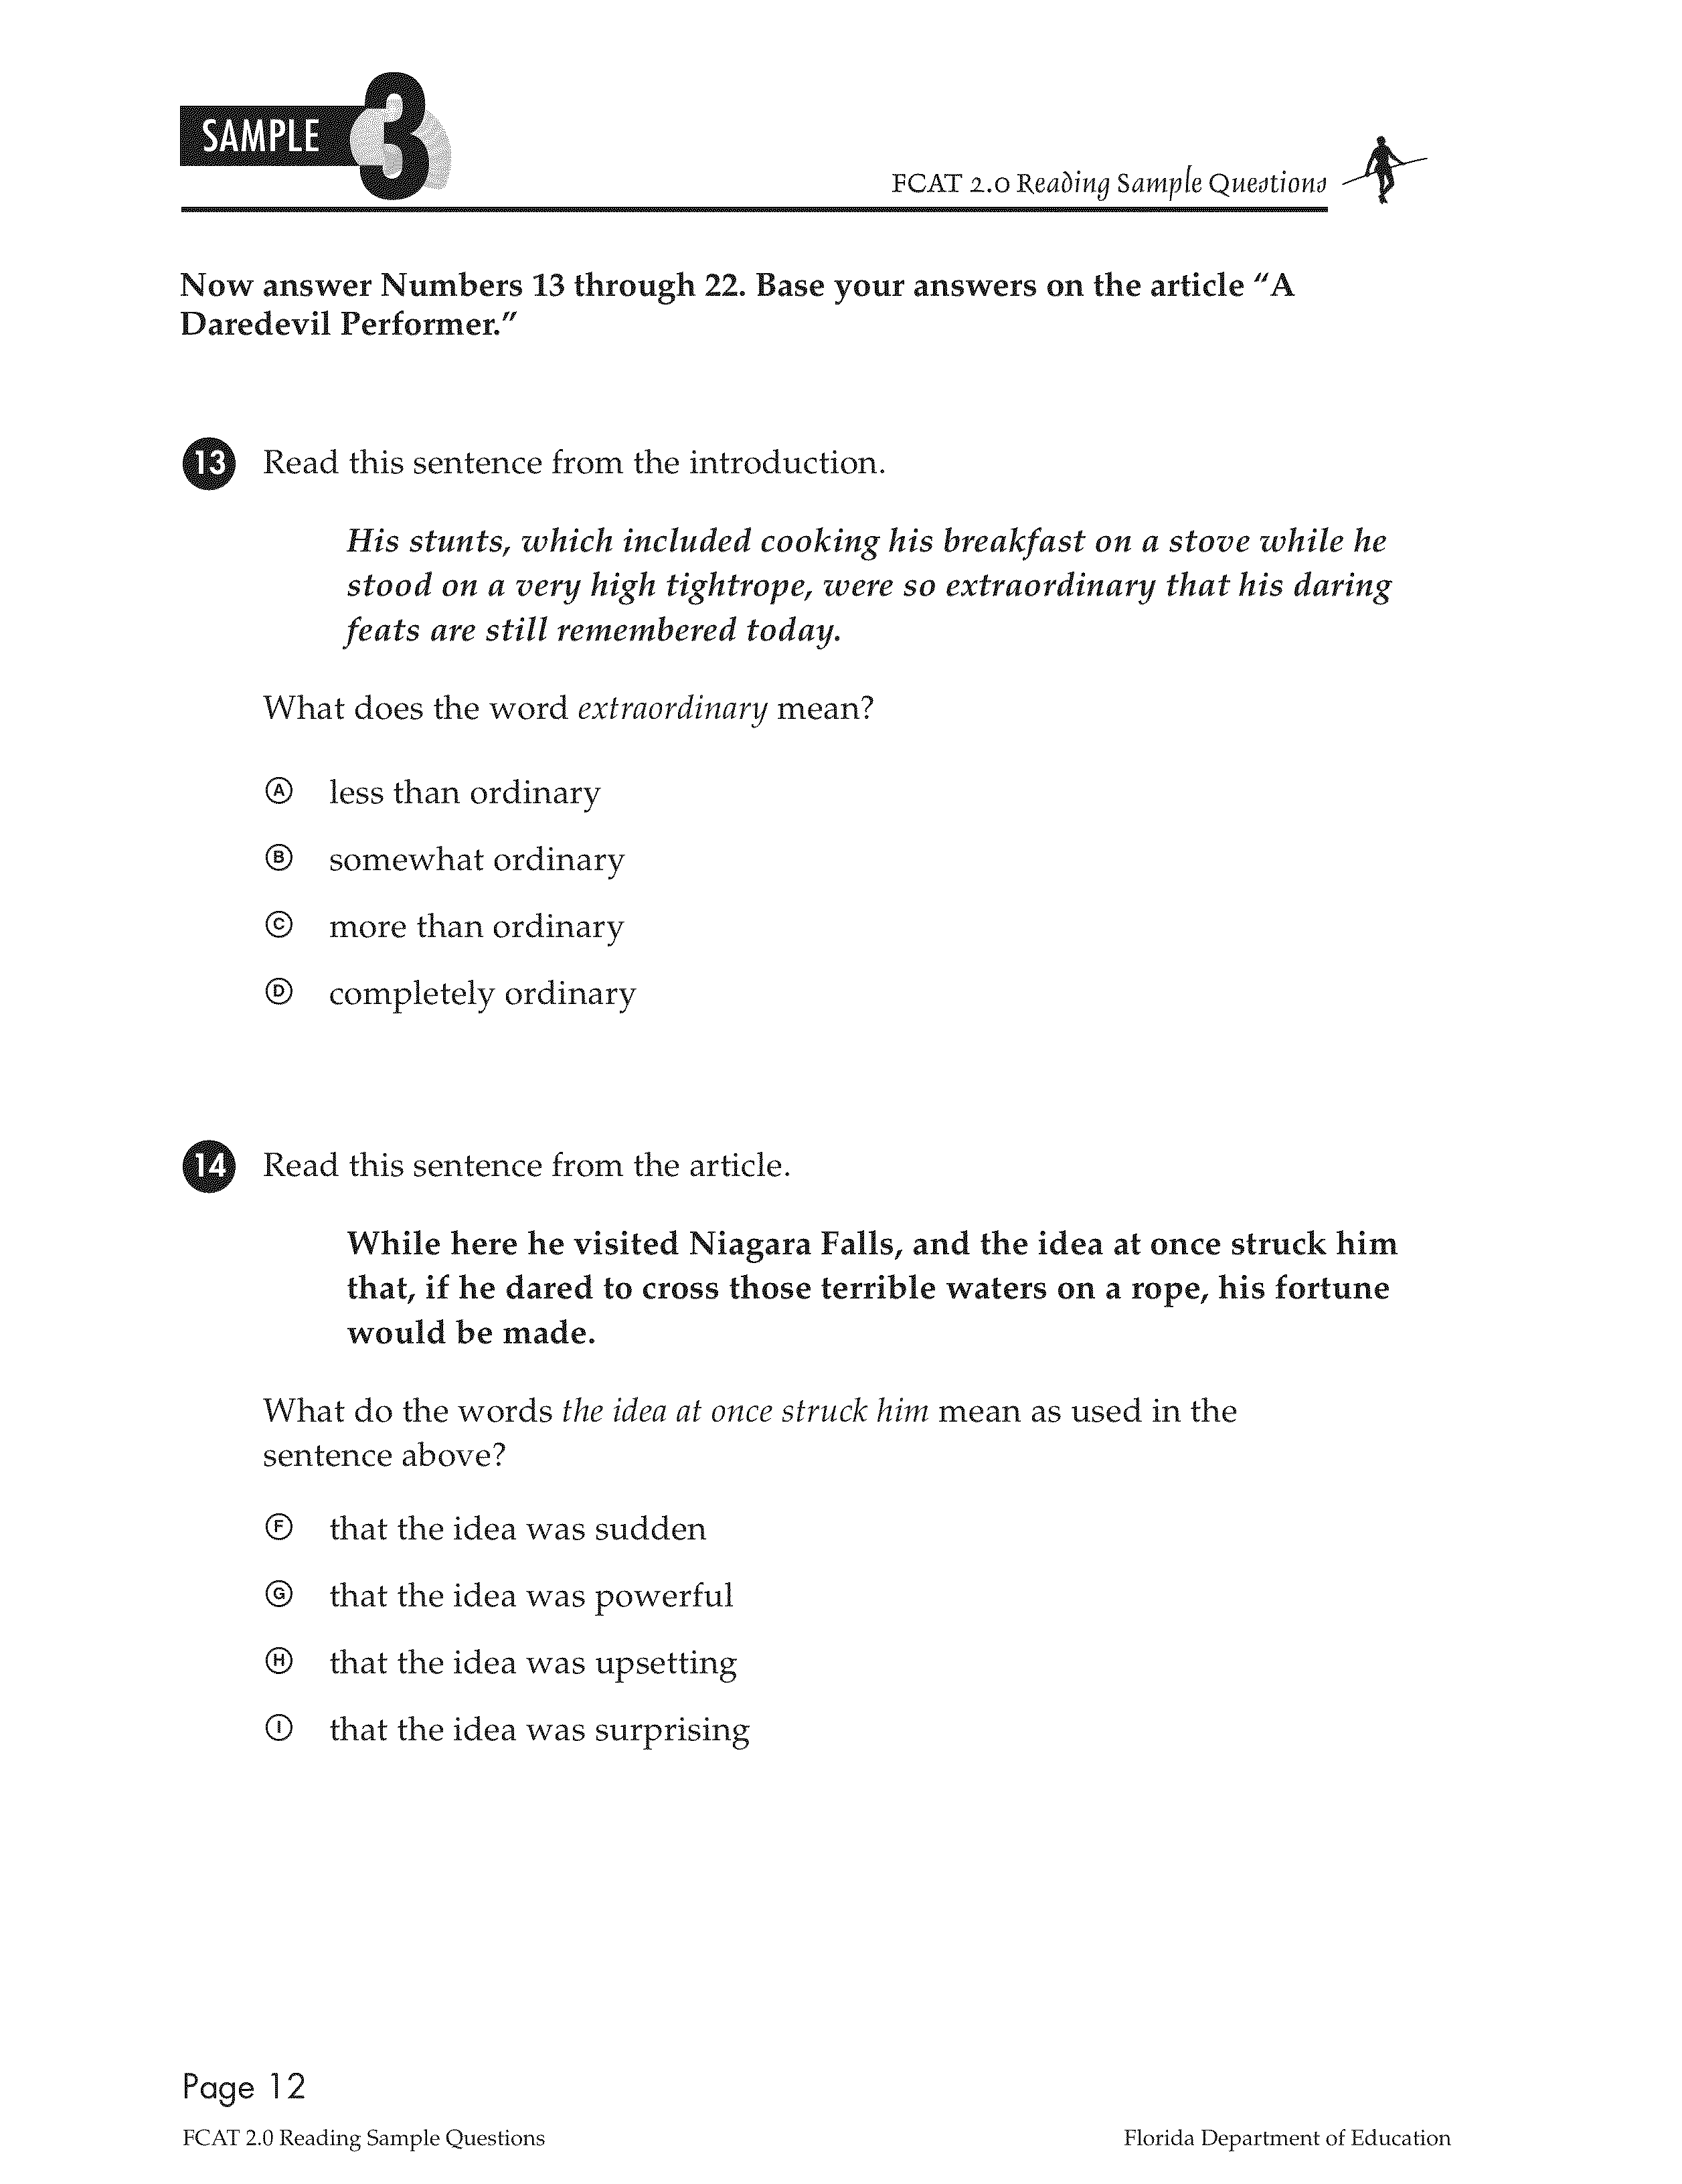 SAMPLE 3
FCAT 2.0 Reading Sample Questions
Now answer Numbers 13 through 22. Base your answers on the article “A
Daredevil Performer.”
13 Read this sentence from the introduction.
His stunts, which included cooking his breakfast on a stove while he
stood on a very high tightrope, were so extraordinary that his daring
feats are still remembered today.
What does the word extraordinary mean?
A less than ordinary
B somewhat ordinary
C more than ordinary
D completely ordinary
14 Read this sentence from the article.
While here he visited Niagara Falls, and the idea at once struck him
that, if he dared to cross those terrible waters on a rope, his fortune
would be made.
What do the words the idea at once struck him mean as used in the
sentence above?
F that the idea was sudden
G that the idea was powerful
H that the idea was upsetting
I that the idea was surprising
Page 12
FCAT 2.0 Reading Sample Questions
Florida Department of Education